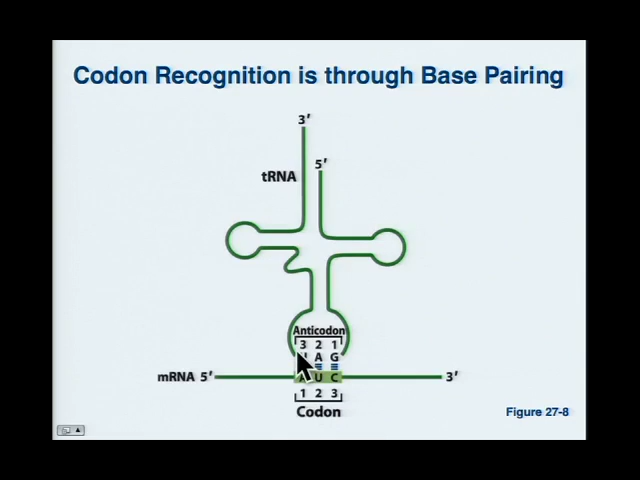 Codon Recognition is through Base Pairing
3′
5′
tRNA
Anticodon
3 2 1
A G
mRNA 5′
U C
3′
1 2 3
Codon
Figure 27-8